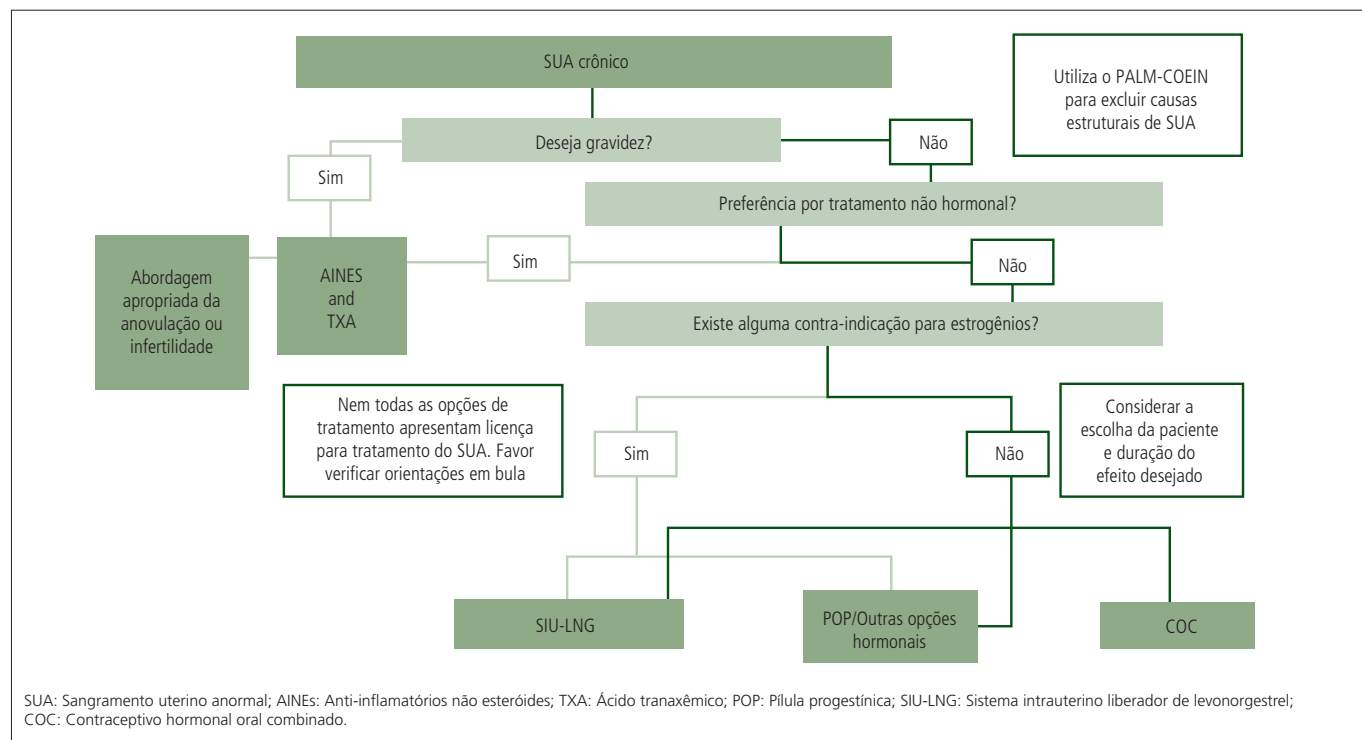 SUA crônico
Utiliza o PALM-COEIN
para excluir causas
estruturais de SUA
Deseja gravidez?
Não
Sim
Preferência por tratamento não hormonal?
Abordagem
apropriada da
anovulação ou
infertilidade
AINES
and
TXA
Sim
Não
Existe alguma contra-indicação para estrogênios?
Nem todas as opções de
tratamento apresentam licença
para tratamento do SUA. Favor
verificar orientações em bula
Sim
Não
Considerar a
escolha da paciente
e duração do
efeito desejado
SIU-LNG
POP/Outras opções
hormonais
COC
SUA: Sangramento uterino anormal; AINEs: Anti-inflamatórios não esteróides; TXA: Ácido tranaxêmico; POP: Pílula progestínica; SIU-LNG: Sistema intrauterino liberador de levonorgestrel;
COC: Contraceptivo hormonal oral combinado.